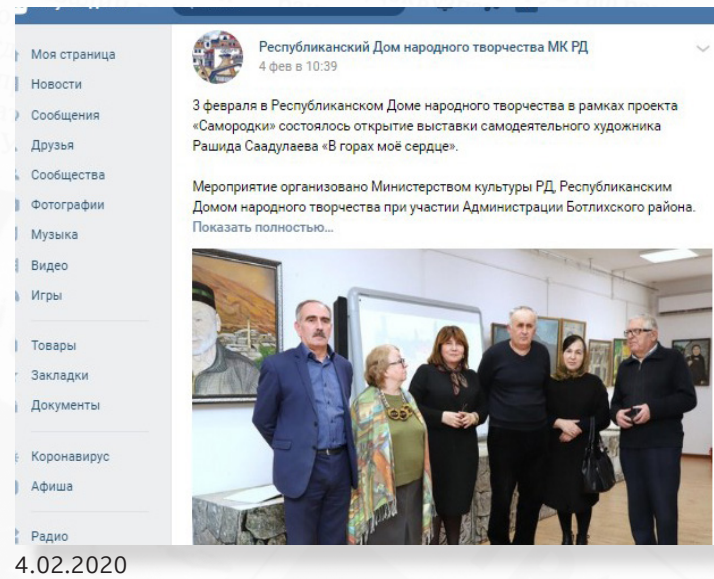 Моя страница
Новости
Сообщения
Друзья
Сообщества
Фотографии
Музыка
Видео
Игры
Товары
Закладки
Документы
Коронавирус
Афиша
Радио
Республиканский Дом народного творчества МК РД
4 фев в 10:39
3 февраля в Республиканском Доме народного творчества в рамках проекта
«Самородки» состоялось открытие выставки самодеятельного художника
Рашида Саадулаева «В горах моё сердце».
Мероприятие организовано Министерством культуры РД, Республиканским
Домом народного творчества при участии Администрации Ботлихского района.
Показать полностью...
4.02.2020